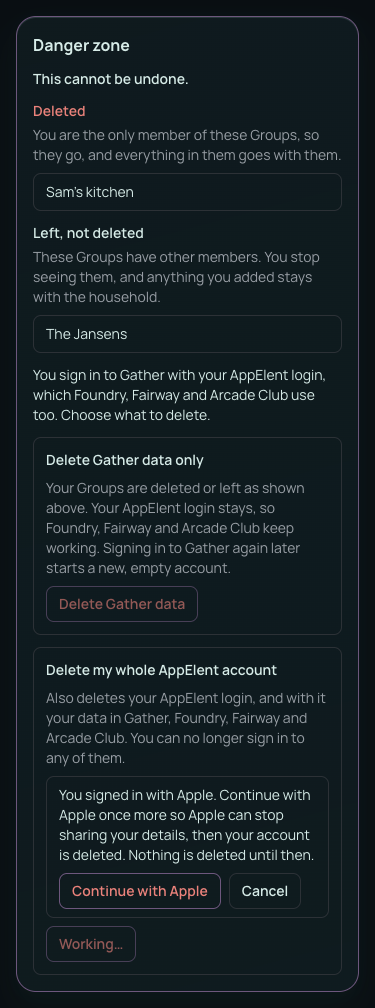 Danger zone
This cannot be undone.
Deleted
You are the only member of these Groups, so
they go, and everything in them goes with them.
Sam's kitchen
Left, not deleted
These Groups have other members. You stop
seeing them, and anything you added stays
with the household.
The Jansens
You sign in to Gather with your AppElent login,
which Foundry, Fairway and Arcade Club use
too. Choose what to delete.
Delete Gather data only
Your Groups are deleted or left as shown
above. Your AppElent login stays, so
Foundry, Fairway and Arcade Club keep
working. Signing in to Gather again later
starts a new, empty account.
Delete Gather data
Delete my whole AppElent account
Also deletes your AppElent login, and with it
your data in Gather, Foundry, Fairway and
Arcade Club. You can no longer sign in to
any of them.
You signed in with Apple. Continue with
Apple once more so Apple can stop
sharing your details, then your account
is deleted. Nothing is deleted until then.
Continue with Apple
Cancel
Working…